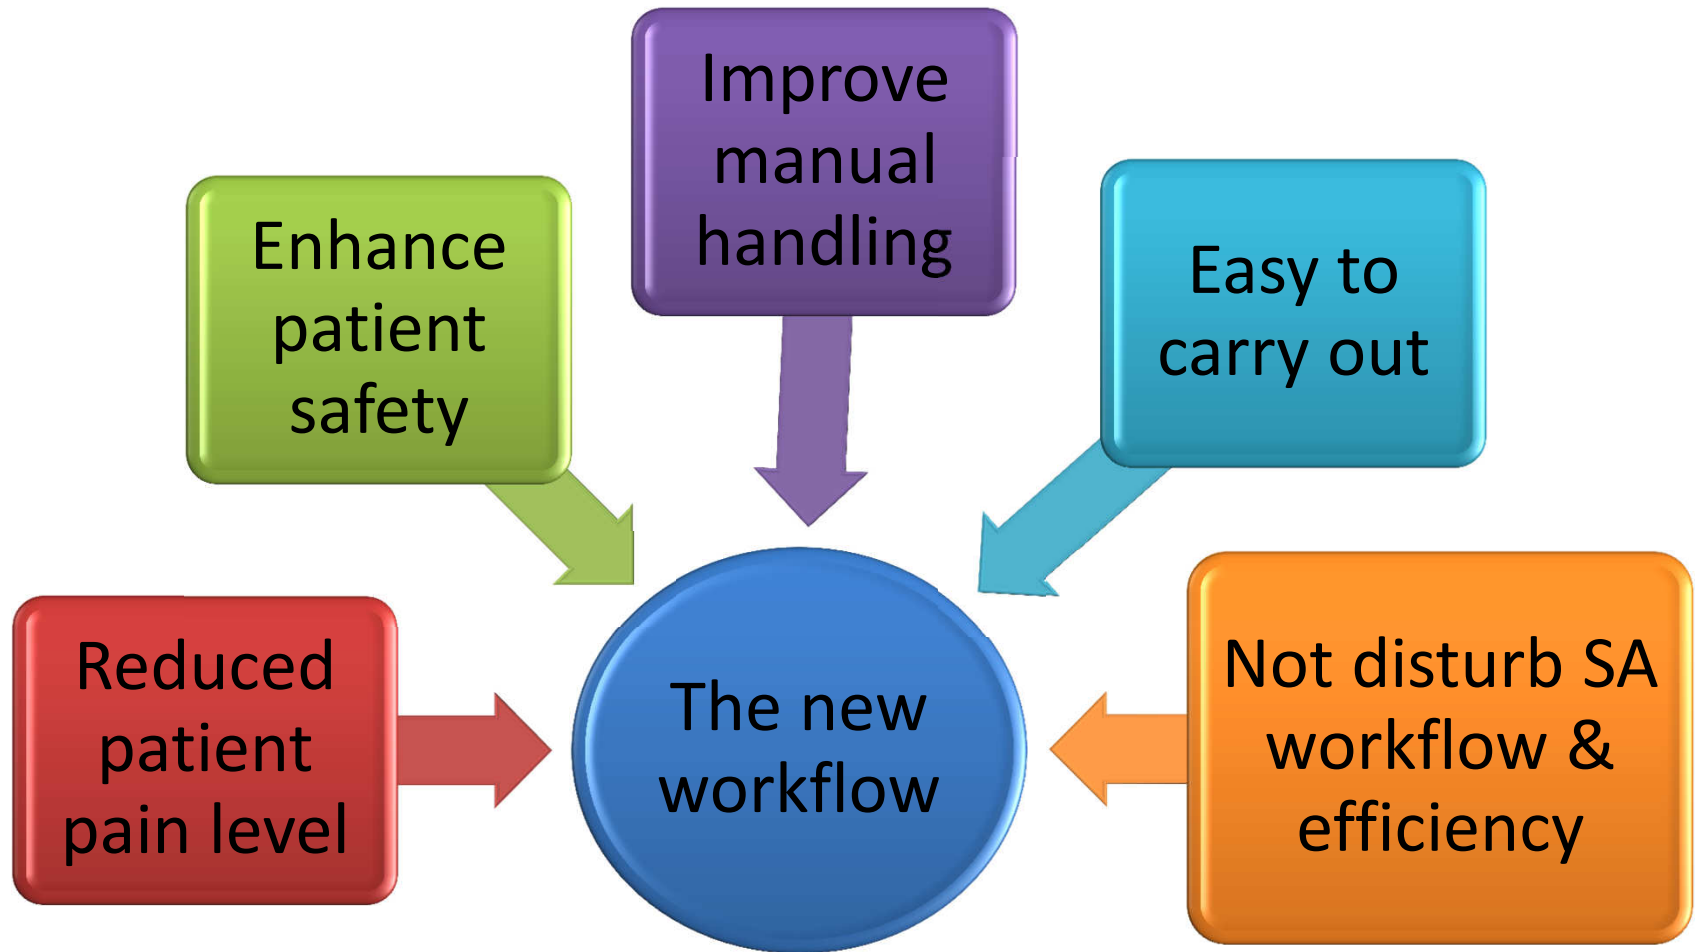 Improve
manual
handling
Enhance
patient
safety
Easy to
carry out
Reduced
patient
pain level
The new
workflow
Not disturb SA
workflow &
efficiency